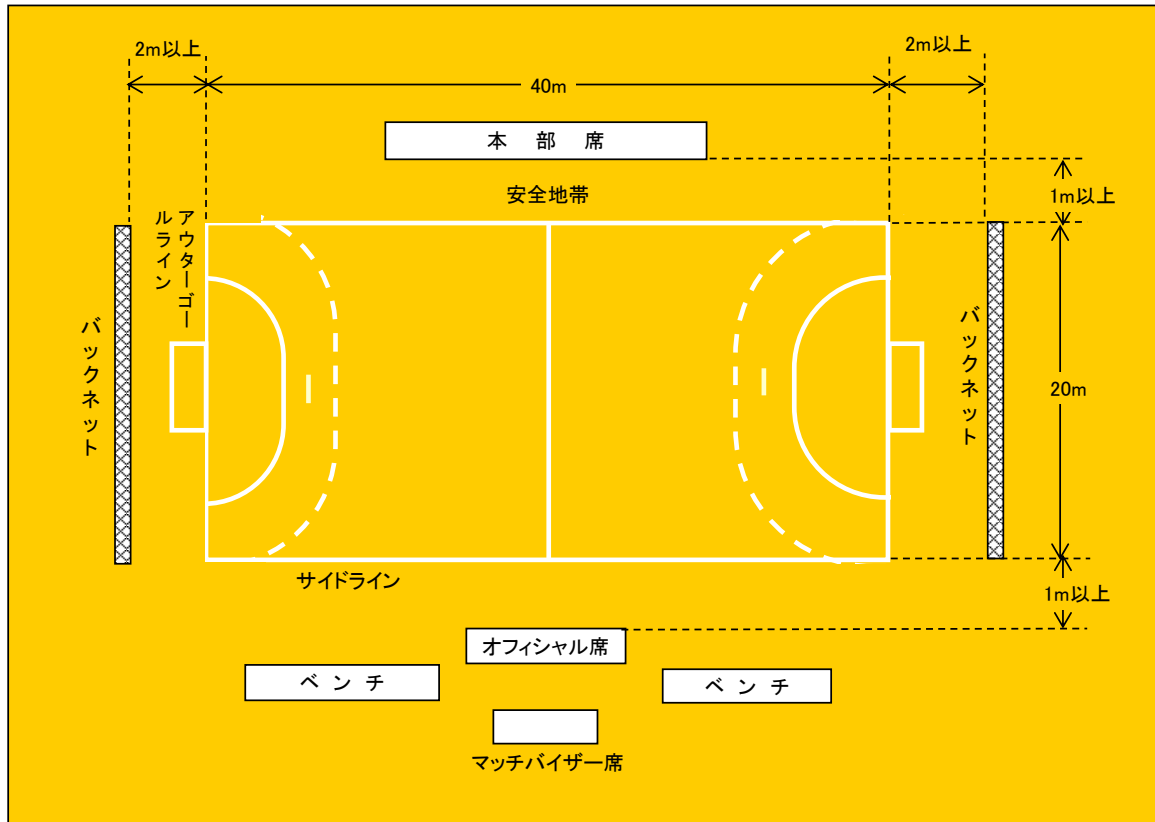 2m以上
2m以上
40m
本 部 席
1m以上
安全地帯
アウターゴー
ルライン
バックネット
バックネット
20m
サイドライン
1m以上
オフィシャル席
ベ ン チ
ベ ン チ
マッチバイザー席